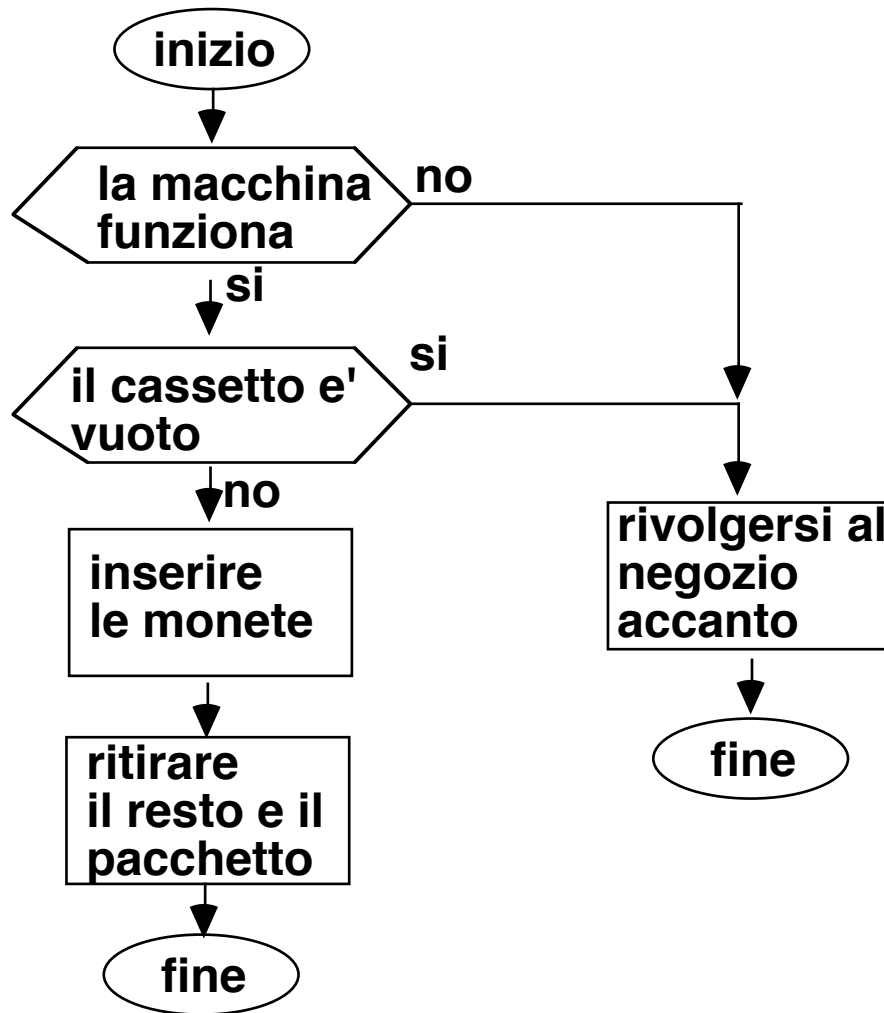 inizio
la macchina
funziona
no
si
il cassetto e'
vuoto
si
no
inserire
le monete
rivolgersi al
negozio
accanto
ritirare
il resto e il
pacchetto
fine
fine